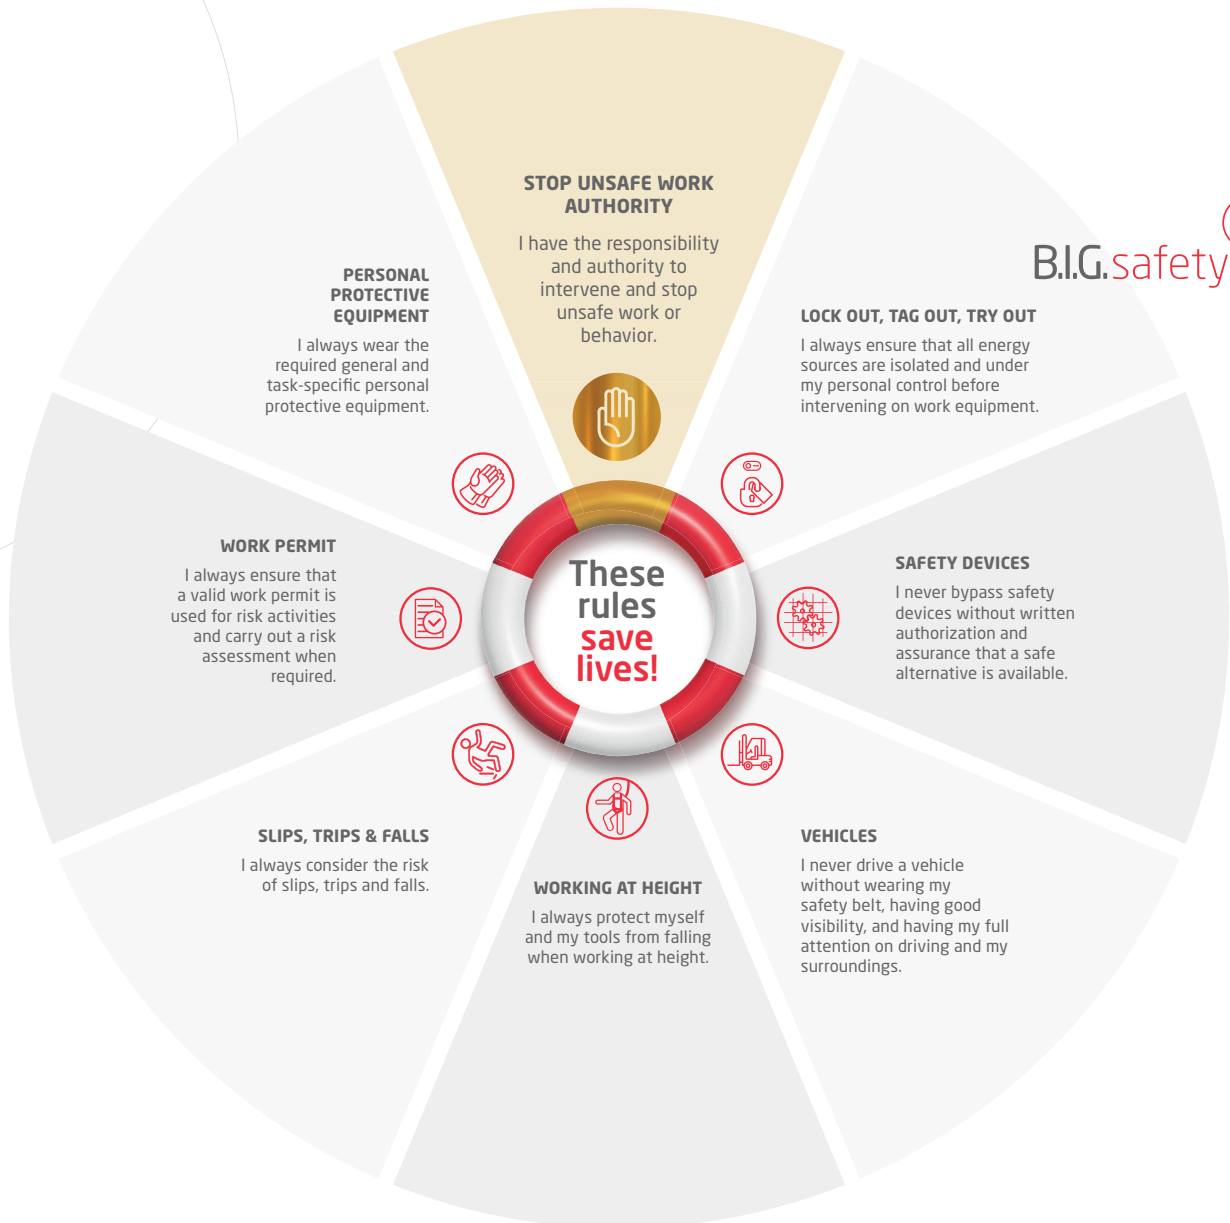 STOP UNSAFE WORK
AUTHORITY
I have the responsibility
and authority to
intervene and stop
unsafe work or
behavior.
B.I.G.safety
LOCK OUT, TAG OUT, TRY OUT
I always ensure that all energy
sources are isolated and under
my personal control before
intervening on work equipment.
SAFETY DEVICES
I never bypass safety
devices without written
authorization and
assurance that a safe
alternative is available.
VEHICLES
I never drive a vehicle
without wearing my
safety belt, having good
visibility, and having my full
attention on driving and my
surroundings.
WORKING AT HEIGHT
I always protect myself
and my tools from falling
when working at height.
SLIPS, TRIPS & FALLS
I always consider the risk
of slips, trips and falls.
WORK PERMIT
I always ensure that
a valid work permit is
used for risk activities
and carry out a risk
assessment when
required.
PERSONAL
PROTECTIVE
EQUIPMENT
I always wear the
required general and
task-specific personal
protective equipment.
These
rules
save
lives!